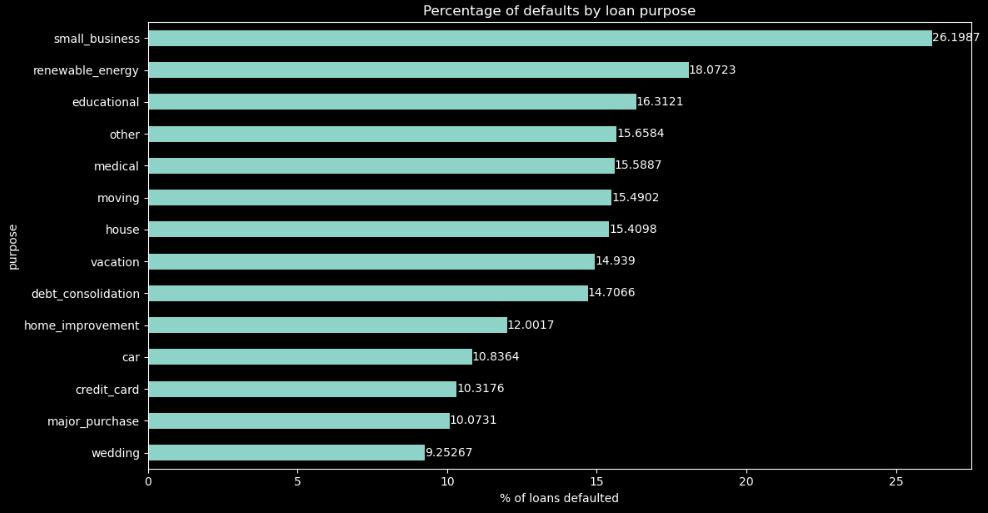 Percentage of defaults by loan purpose
small_business 26.1987
renewable_energy 18.0723
educational 16.3121
other 15.6584
medical 15.5887
moving 15.4902
house 15.4098
vacation 14.939
debt_consolidation 14.7066
home_improvement 12.0017
car 10.8364
credit_card 10.3176
major_purchase 10.0731
wedding 9.25267
purpose
0 5 10 15 20 25
% of loans defaulted